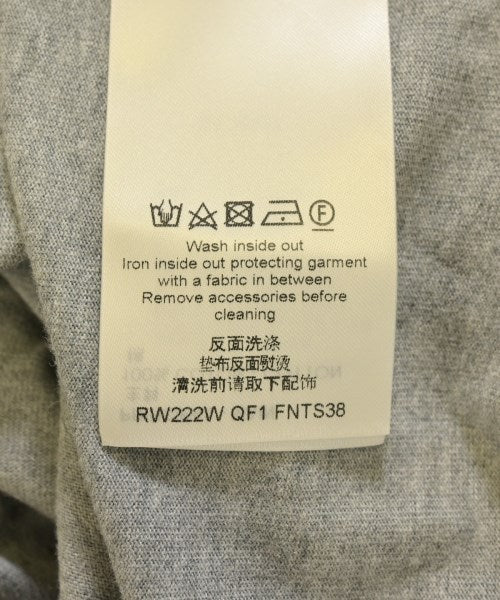 F
Wash inside out
Iron inside out protecting garment
with a fabric in between
Remove accessories before
cleaning
反面洗涤
垫布反面熨烫
清洗前请取下配饰
RW222W QF1 FNTS38